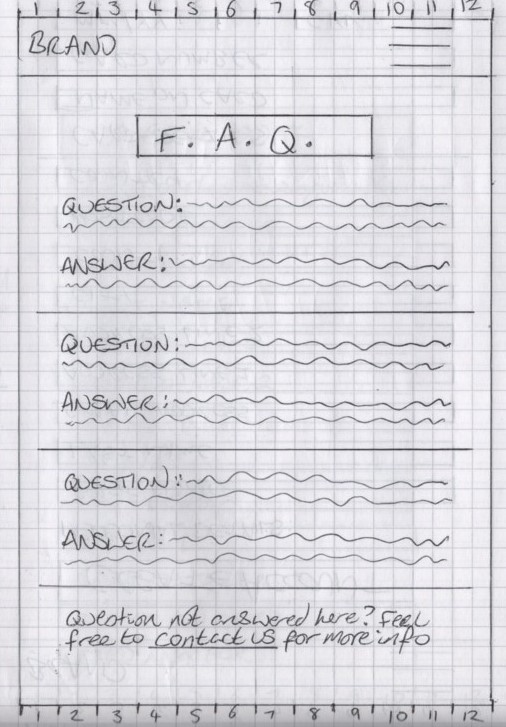 1 2 3 4 5 6 7 8 9 10 11 12
BRAND
F. A. Q.
QUESTION:
ANSWER:
QUESTION:
ANSWER:
QUESTION:
ANSWER:
Question not answered here? Feel
free to contact us for more info
1 2 3 4 5 6 7 8 9 10 11 12